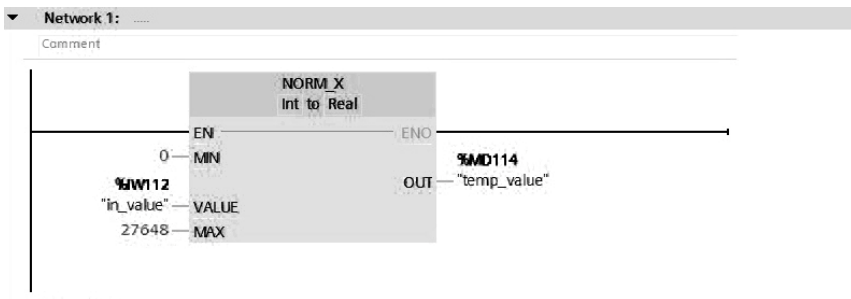 Network 1: .....
Comment
NORM_X
Int to Real
EN
ENO
0
MIN
%MD114
%IW112
OUT
"temp_value"
"in_value"
VALUE
27648
MAX